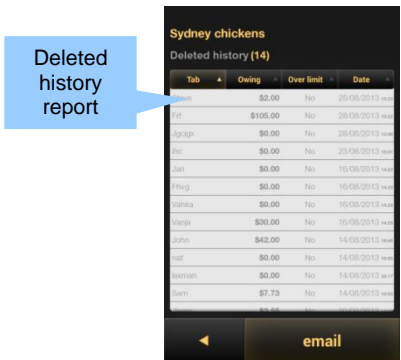 Deleted
history
report
Sydney chickens
Deleted history (14)
Tab Owing Over limit Date
$2.00 No 28/08/2013
Frf $105.00 No 28/08/2013
Jgcjgx $0.00 No 28/08/2013
Jhc $0.00 No 23/08/2013
Jan $0.00 No 16/08/2013
Fhvg $0.00 No 16/08/2013
Vahika $0.00 No 16/08/2013
Vanja $30.00 No 16/08/2013
John $42.00 No 14/08/2013
nat $0.00 No 14/08/2013
luxman $0.00 No 14/08/2013
Sam $7.73 No 14/08/2013
email